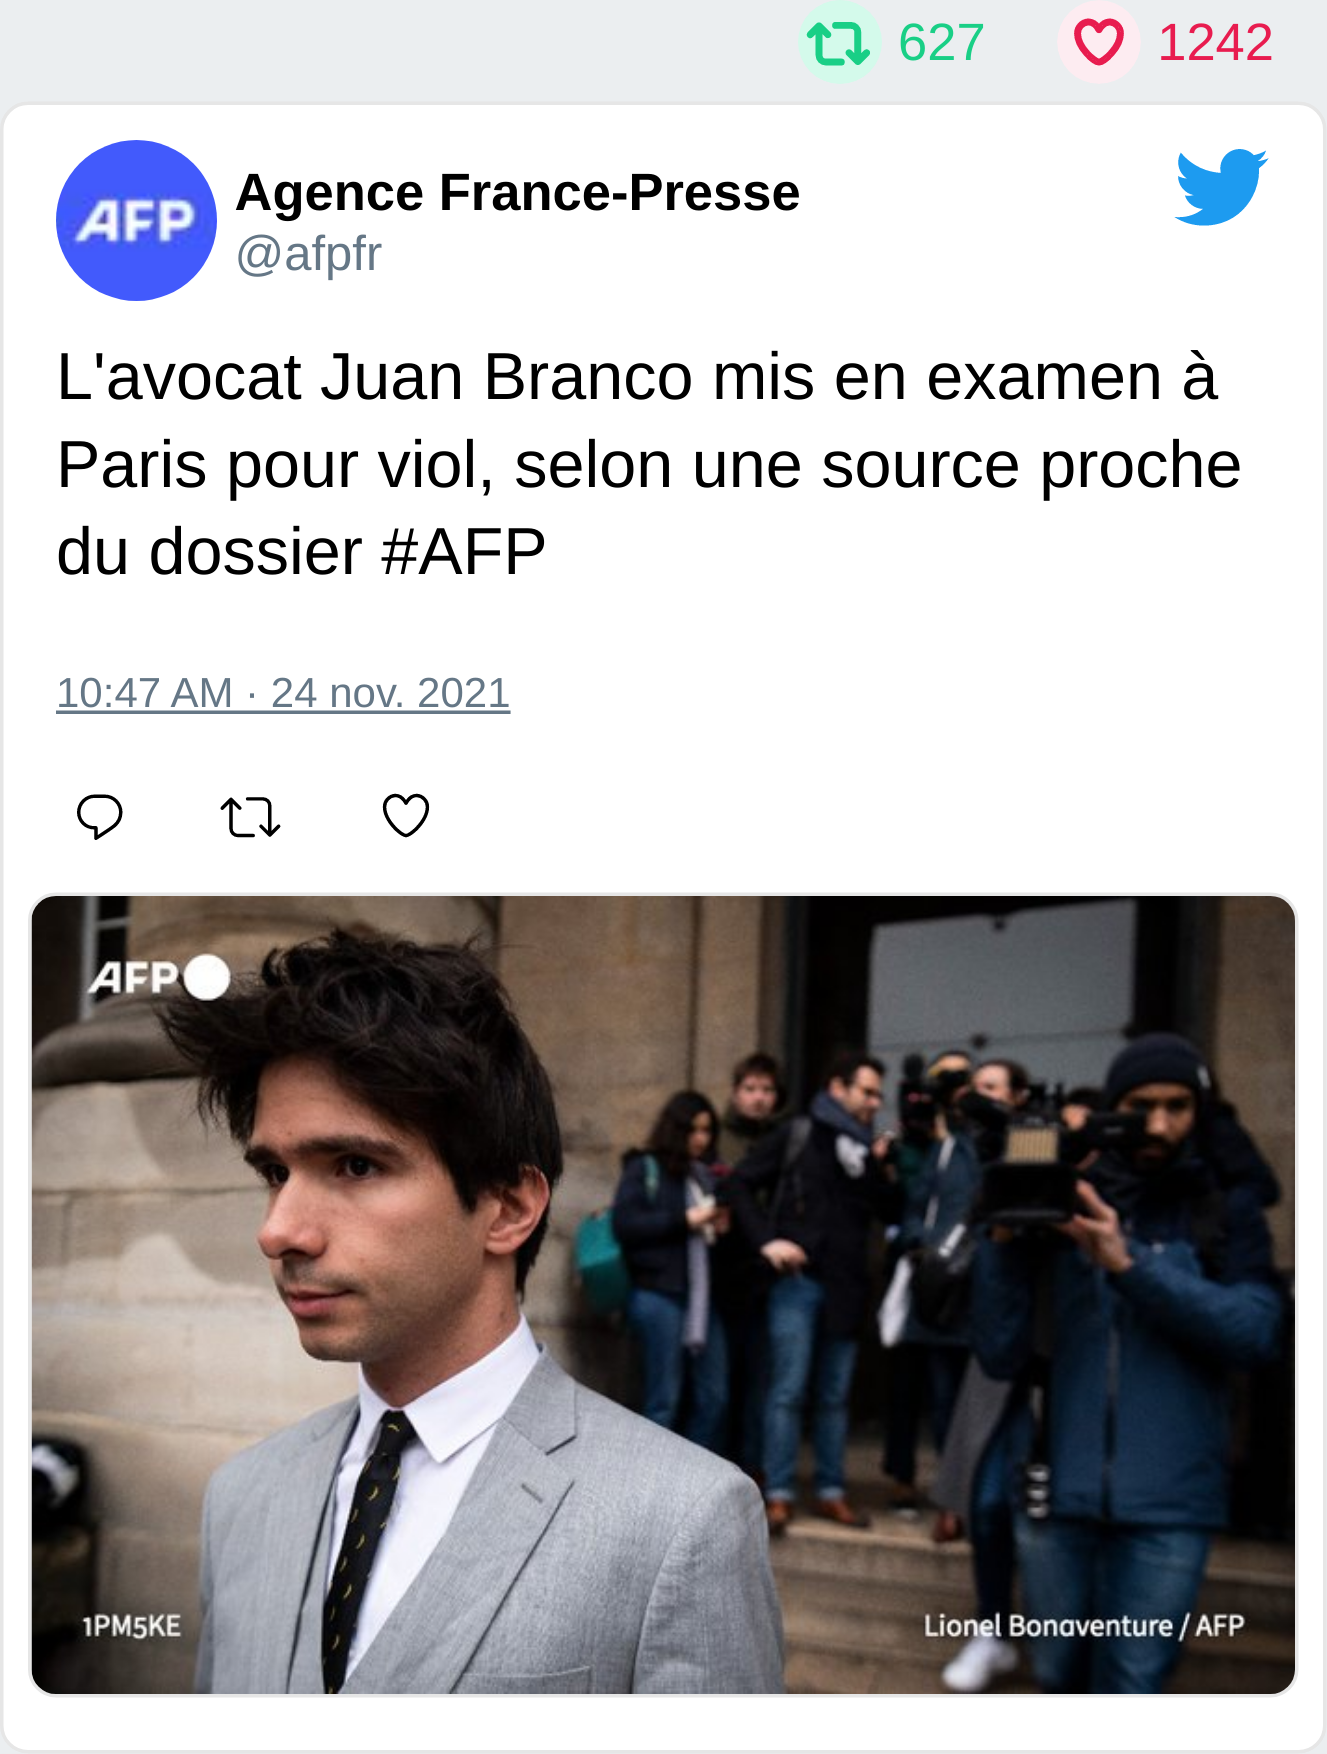 627 1242
AFP
Agence France-Presse
@afpfr
L'avocat Juan Branco mis en examen à
Paris pour viol, selon une source proche
du dossier #AFP
10:47 AM · 24 nov. 2021
AFP
1PM5KE
Lionel Bonaventure / AFP